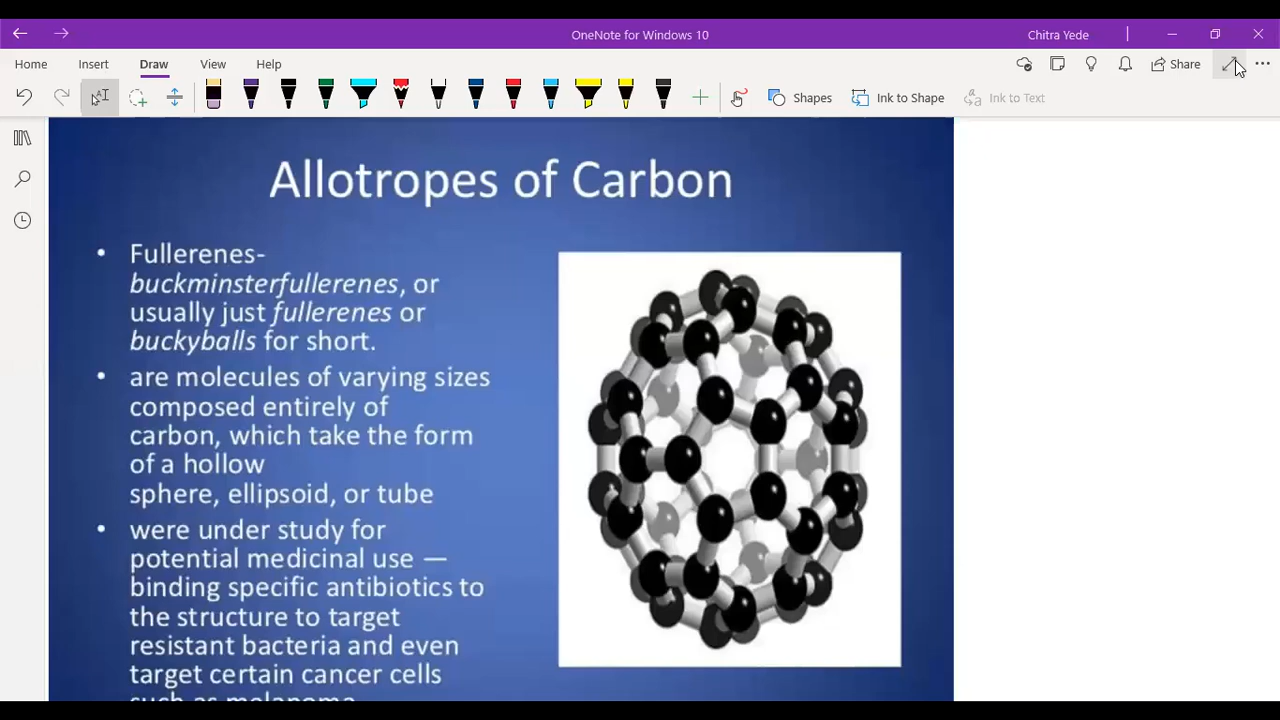 OneNote for Windows 10
Chitra Yede
Home
Insert
Draw
View
Help
Share
Shapes
Ink to Shape
Ink to Text
Allotropes of Carbon
• Fullerenes-
buckminsterfullerenes, or
usually just fullerenes or
buckyballs for short.
• are molecules of varying sizes
composed entirely of
carbon, which take the form
of a hollow
sphere, ellipsoid, or tube
• were under study for
potential medicinal use —
binding specific antibiotics to
the structure to target
resistant bacteria and even
target certain cancer cells
such as melanoma